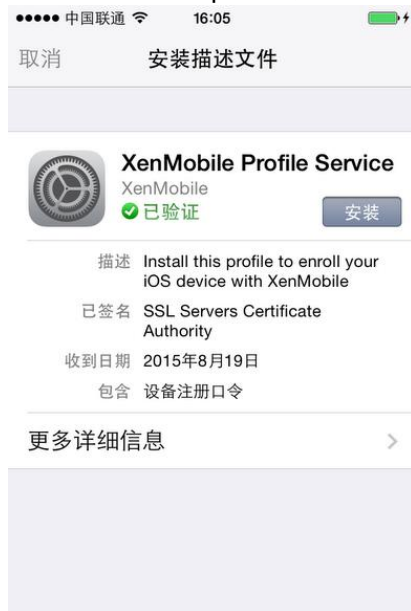 中国联通 16:05
取消 安装描述文件
XenMobile Profile Service
XenMobile
已验证 安装
描述 Install this profile to enroll your
iOS device with XenMobile
已签名 SSL Servers Certificate
Authority
收到日期 2015年8月19日
包含 设备注册口令
更多详细信息